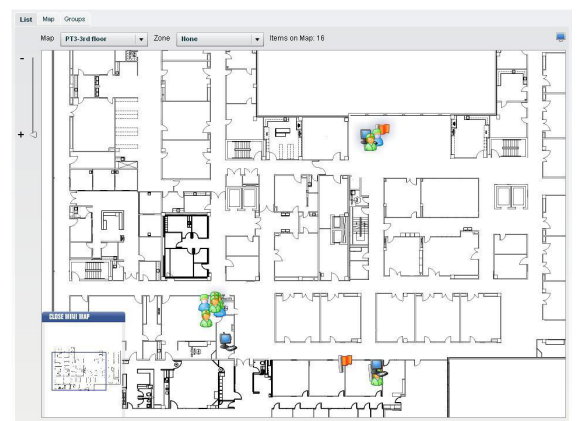 List Map Groups
Map PT3-3rd floor Zone None Items on Map: 16
-
+
CLOSE MINI MAP